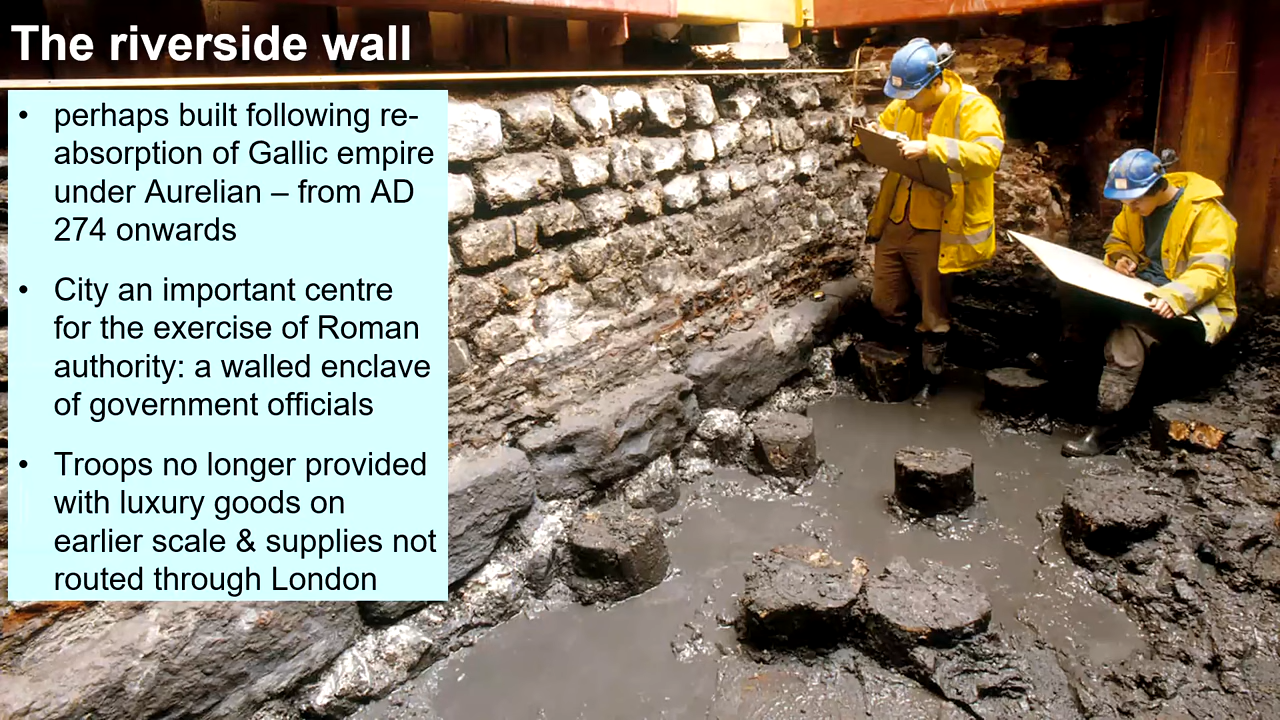 The riverside wall
• perhaps built following re-
absorption of Gallic empire
under Aurelian – from AD
274 onwards
• City an important centre
for the exercise of Roman
authority: a walled enclave
of government officials
• Troops no longer provided
with luxury goods on
earlier scale & supplies not
routed through London